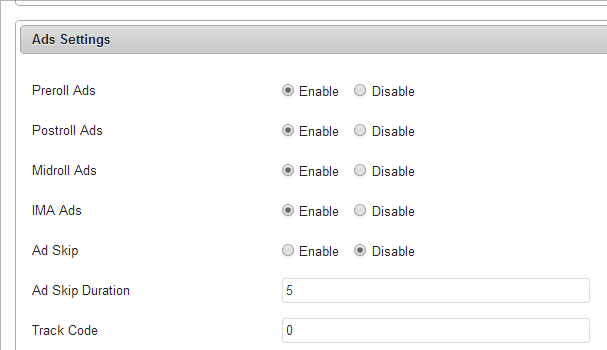 Ads Settings
Preroll Ads Enable Disable
Postroll Ads Enable Disable
Midroll Ads Enable Disable
IMA Ads Enable Disable
Ad Skip Enable Disable
Ad Skip Duration 5
Track Code 0